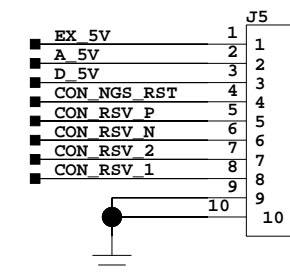 J5
EX_5V 1 1
A_5V 2 2
D_5V 3 3
CON_NGS_RST 4 4
CON_RSV_P 5 5
CON_RSV_N 6 6
CON_RSV_2 7 7
CON_RSV_1 8 8
9 9
10 10